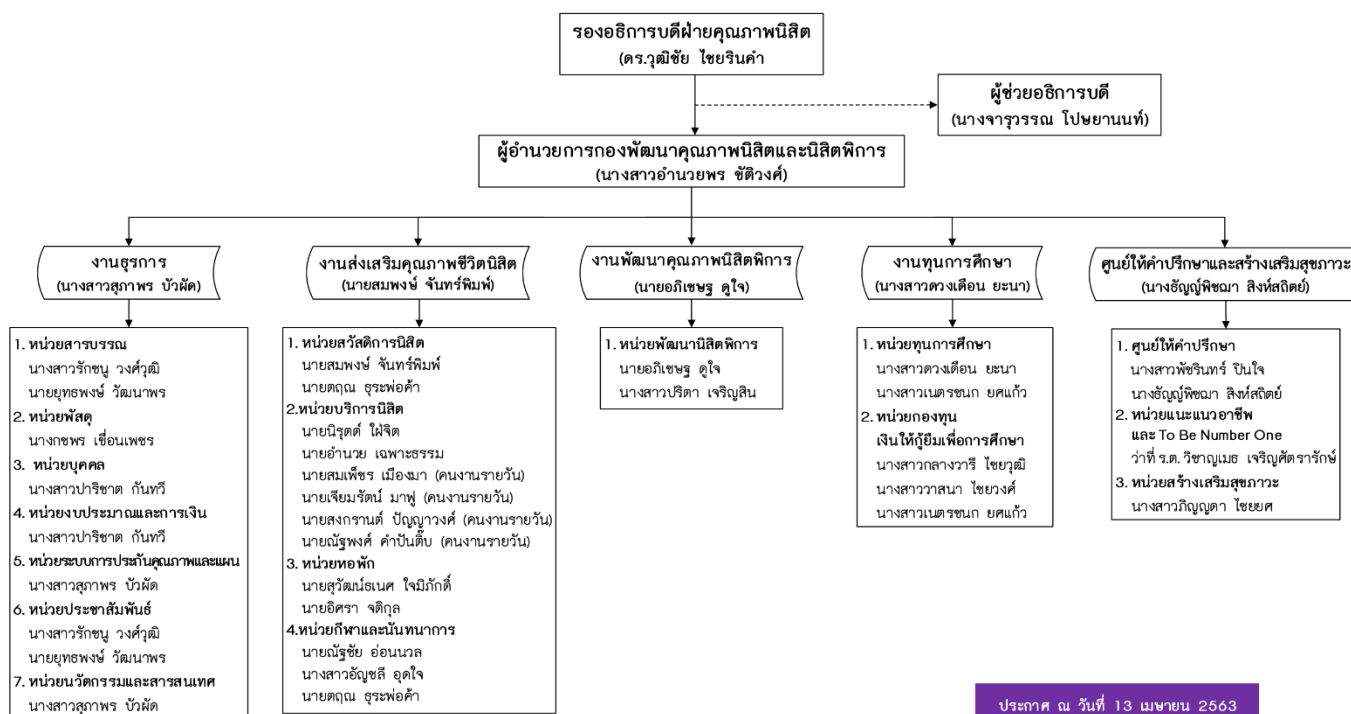 รองอธิการบดีฝ่ายคุณภาพนิสิต
(ดร.วุฒิชัย ไชยรินคำ)
ผู้ช่วยอธิการบดี
(นางจารุวรรณ โปษยานนท์)
ผู้อำนวยการกองพัฒนาคุณภาพนิสิตและนิสิตพิการ
(นางสาวอำนวยพร ขัติวงศ์)
งานธุรการ
(นางสาวสุภาพร บัวผัด)
1. หน่วยสารบรรณ
นางสาวรักชนู วงศ์วุฒิ
นายยุทธพงษ์ วัฒนาพร
2. หน่วยพัสดุ
นางกชพร เขื่อนเพชร
3. หน่วยบุคคล
นางสาวปาริชาต กันทวี
4. หน่วยงบประมาณและการเงิน
นางสาวปาริชาต กันทวี
5. หน่วยระบบการประกันคุณภาพและแผน
นางสาวสุภาพร บัวผัด
6. หน่วยประชาสัมพันธ์
นางสาวรักชนู วงศ์วุฒิ
นายยุทธพงษ์ วัฒนาพร
7. หน่วยนวัตกรรมและสารสนเทศ
นางสาวสุภาพร บัวผัด
งานส่งเสริมคุณภาพชีวิตนิสิต
(นายสมพงษ์ จันทร์พิมพ์)
1. หน่วยสวัสดิการนิสิต
นายสมพงษ์ จันทร์พิมพ์
นายตฤณ ธุระพ่อค้า
2.หน่วยบริการนิสิต
นายนิรุตต์ ใฝ่จิต
นายอำนวย เฉพาะธรรม
นายสมเพ็ชร เมืองมา (คนงานรายวัน)
นายเจียมรัตน์ มาฟู (คนงานรายวัน)
นายสงกรานต์ ปัญญาวงศ์ (คนงานรายวัน)
นายณัฐพงศ์ คำปันติ๊บ (คนงานรายวัน)
3. หน่วยหอพัก
นายสุวัฒน์ธเนศ ใจมิภักดิ์
นายอิศรา จติกุล
4.หน่วยกีฬาและนันทนาการ
นายณัฐชัย อ่อนนวล
นางสาวอัญชลี อุดใจ
นายตฤณ ธุระพ่อค้า
งานพัฒนาคุณภาพนิสิตพิการ
(นายอภิเชษฐ ดูใจ)
1. หน่วยพัฒนานิสิตพิการ
นายอภิเชษฐ ดูใจ
นางสาวปริตา เจริญสิน
งานทุนการศึกษา
(นางสาวดวงเดือน ยะนา)
1. หน่วยทุนการศึกษา
นางสาวดวงเดือน ยะนา
นางสาวเนตรชนก ยศแก้ว
2. หน่วยกองทุน
เงินให้กู้ยืมเพื่อการศึกษา
นางสาวกลางวารี ไชยวุฒิ
นางสาววาสนา ไชยวงศ์
นางสาวเนตรชนก ยศแก้ว
ศูนย์ให้คำปรึกษาและสร้างเสริมสุขภาวะ
(นางธัญญ์พิชฌา สิงห์สถิตย์)
1. ศูนย์ให้คำปรึกษา
นางสาวพัชรินทร์ ปินใจ
นางธัญญ์พิชฌา สิงห์สถิตย์
2. หน่วยแนะแนวอาชีพ
และ To Be Number One
ว่าที่ ร.ต. วิชาญเมธ เจริญศัตรารักษ์
3. หน่วยสร้างเสริมสุขภาวะ
นางสาวภิญญดา ไชยยศ
ประกาศ ณ วันที่ 13 เมษายน 2563